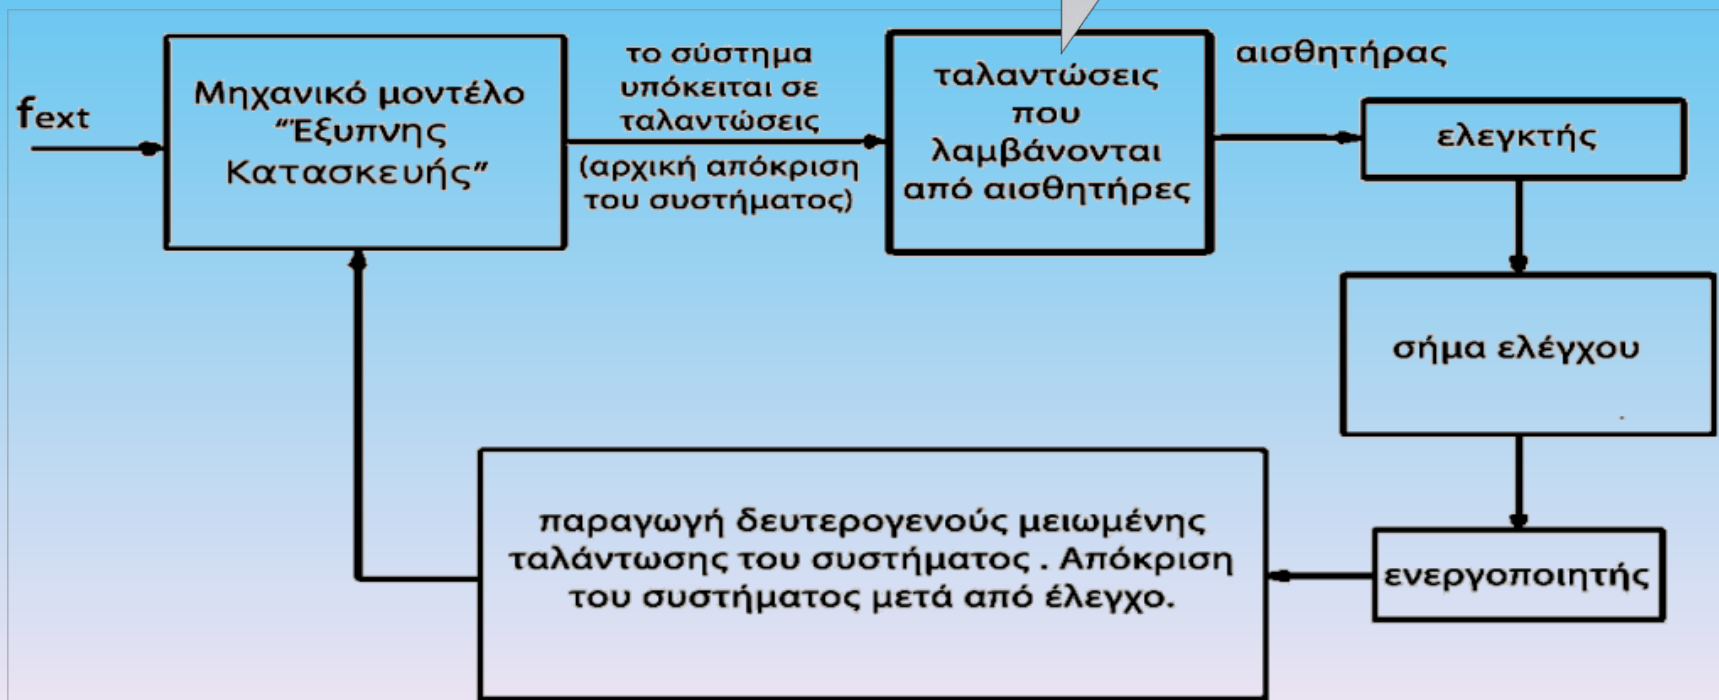 fext
Μηχανικό μοντέλο
“Έξυπνης
Κατασκευής”
το σύστημα
υπόκειται σε
ταλαντώσεις
(αρχική απόκριση
του συστήματος)
ταλαντώσεις
που
λαμβάνονται
από αισθητήρες
αισθητήρας
ελεγκτής
σήμα ελέγχου
ενεργοποιητής
παραγωγή δευτερογενούς μειωμένης
ταλάντωσης του συστήματος . Απόκριση
του συστήματος μετά από έλεγχο.